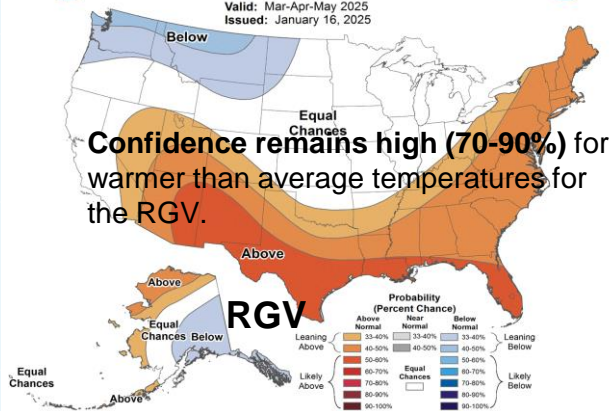 Valid: Mar-Apr-May 2025
Issued: January 16, 2025
Below
Equal
Chances
Confidence remains high (70-90%) for
warmer than average temperatures for
the RGV.
Above
Above
RGV
Equal
Chances
Below
Equal
Chances
Above
Probability
(Percent Chance)
Above
Normal
Near
Normal
Below
Normal
Leaning
Above
33-40%
33-40%
33-40%
Leaning
Below
40-50%
40-50%
40-50%
Likely
Above
50-60%
Equal
Chances
50-60%
Likely
Below
60-70%
60-70%
70-80%
70-80%
80-90%
80-90%
90-100%
90-100%